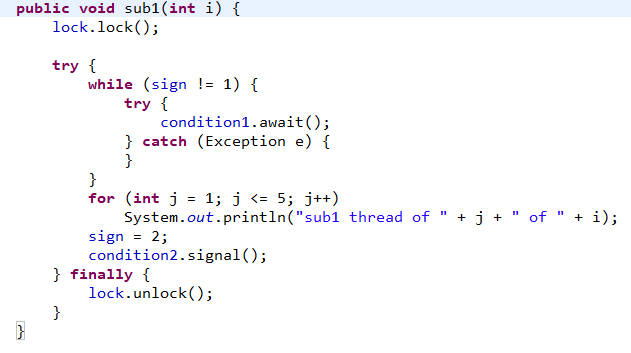 public void sub1(int i) {
    lock.lock();

    try {
        while (sign != 1) {
            try {
                condition1.await();
            } catch (Exception e) {
            }
        }
        for (int j = 1; j <= 5; j++)
            System.out.println("sub1 thread of " + j + " of " + i);
        sign = 2;
        condition2.signal();
    } finally {
        lock.unlock();
    }
}